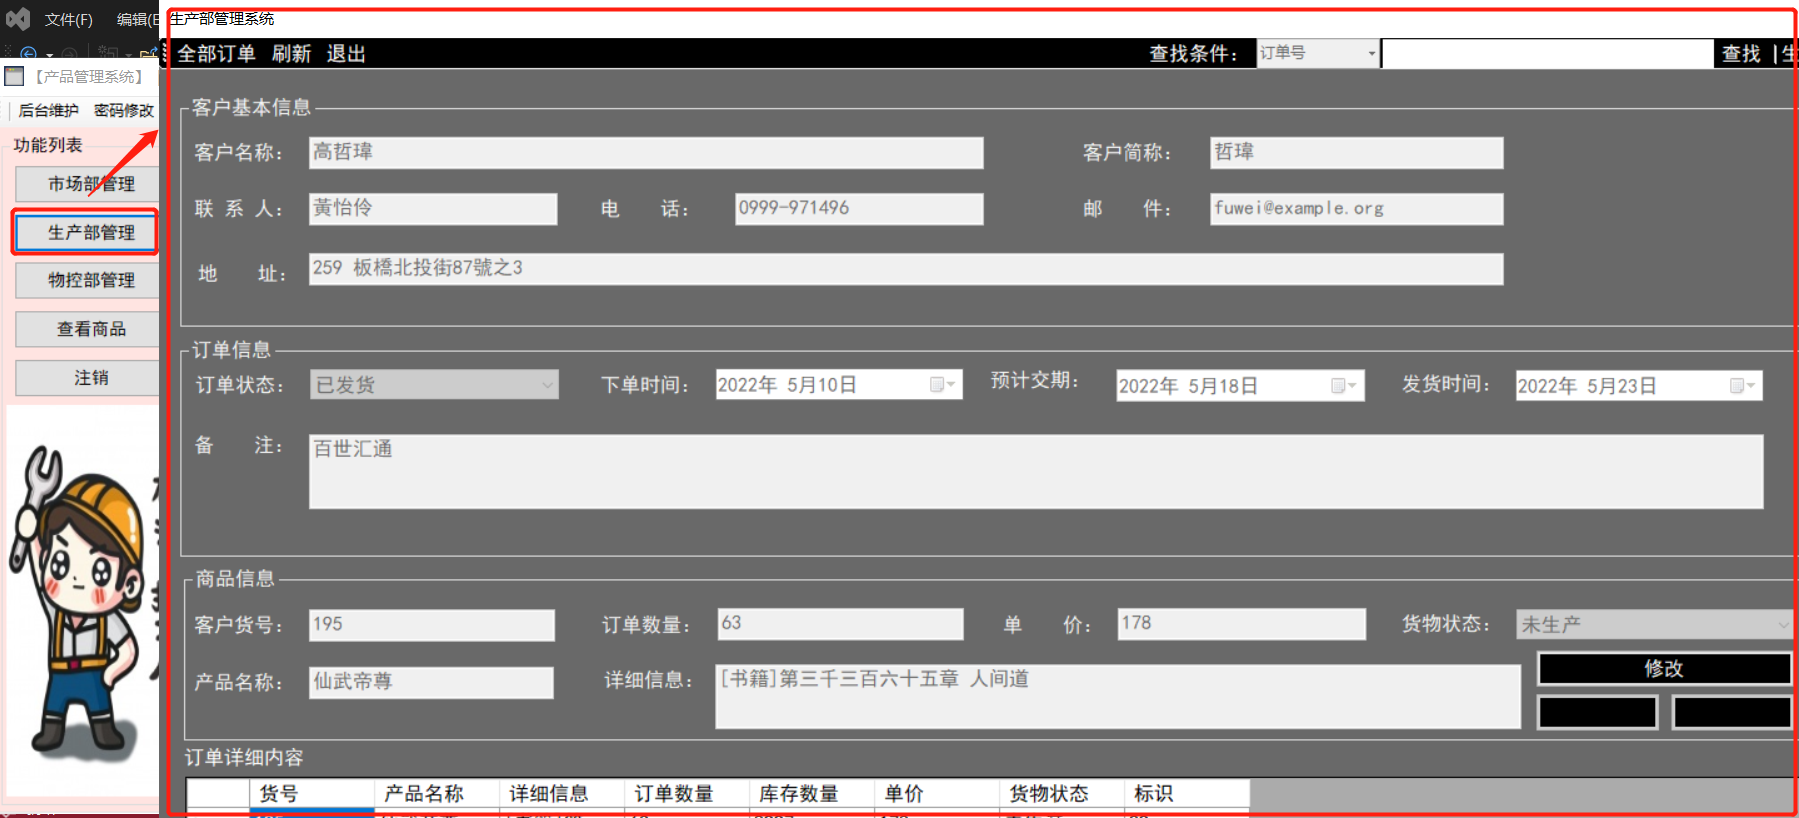 文件(F) 编辑(E
生产部管理系统
【产品管理系统】
后台维护 密码修改
功能列表
市场部管理
生产部管理
物控部管理
查看商品
注销
全部订单 刷新 退出 查找条件： 订单号 查找 |生
客户基本信息
客户名称： 高哲瑋 客户简称： 哲瑋
联 系 人： 黃怡伶 电 话： 0999-971496 邮 件： fuwei@example.org
地 址： 259 板橋北投街87號之3
订单信息
订单状态： 已发货 下单时间： 2022年 5月10日 预计交期： 2022年 5月18日 发货时间： 2022年 5月23日
备 注： 百世汇通
商品信息
客户货号： 195 订单数量： 63 单 价： 178 货物状态： 未生产
产品名称： 仙武帝尊 详细信息： [书籍]第三千三百六十五章 人间道
修改
订单详细内容
货号 产品名称 详细信息 订单数量 库存数量 单价 货物状态 标识